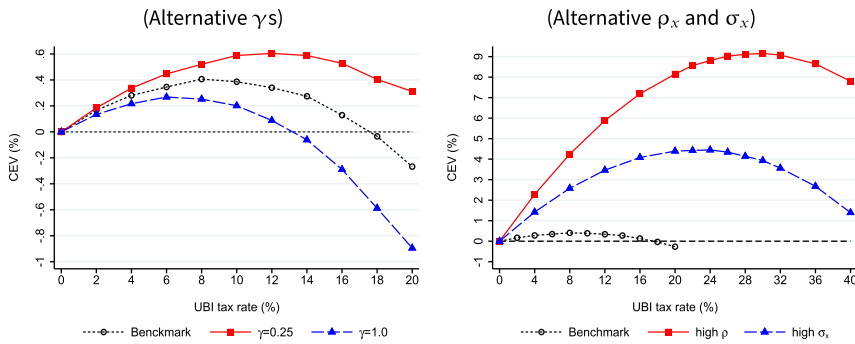 (Alternative γs)
CEV (%)
.6
.4
.2
0
-.2
-.4
-.6
-.8
-1
0 2 4 6 8 10 12 14 16 18 20
UBI tax rate (%)
Benckmark γ=0.25 γ=1.0
(Alternative ρₓ and σₓ)
CEV (%)
9
8
7
6
5
4
3
2
1
0
-1
0 4 8 12 16 20 24 28 32 36 40
UBI tax rate (%)
Benchmark high ρ high σₓ